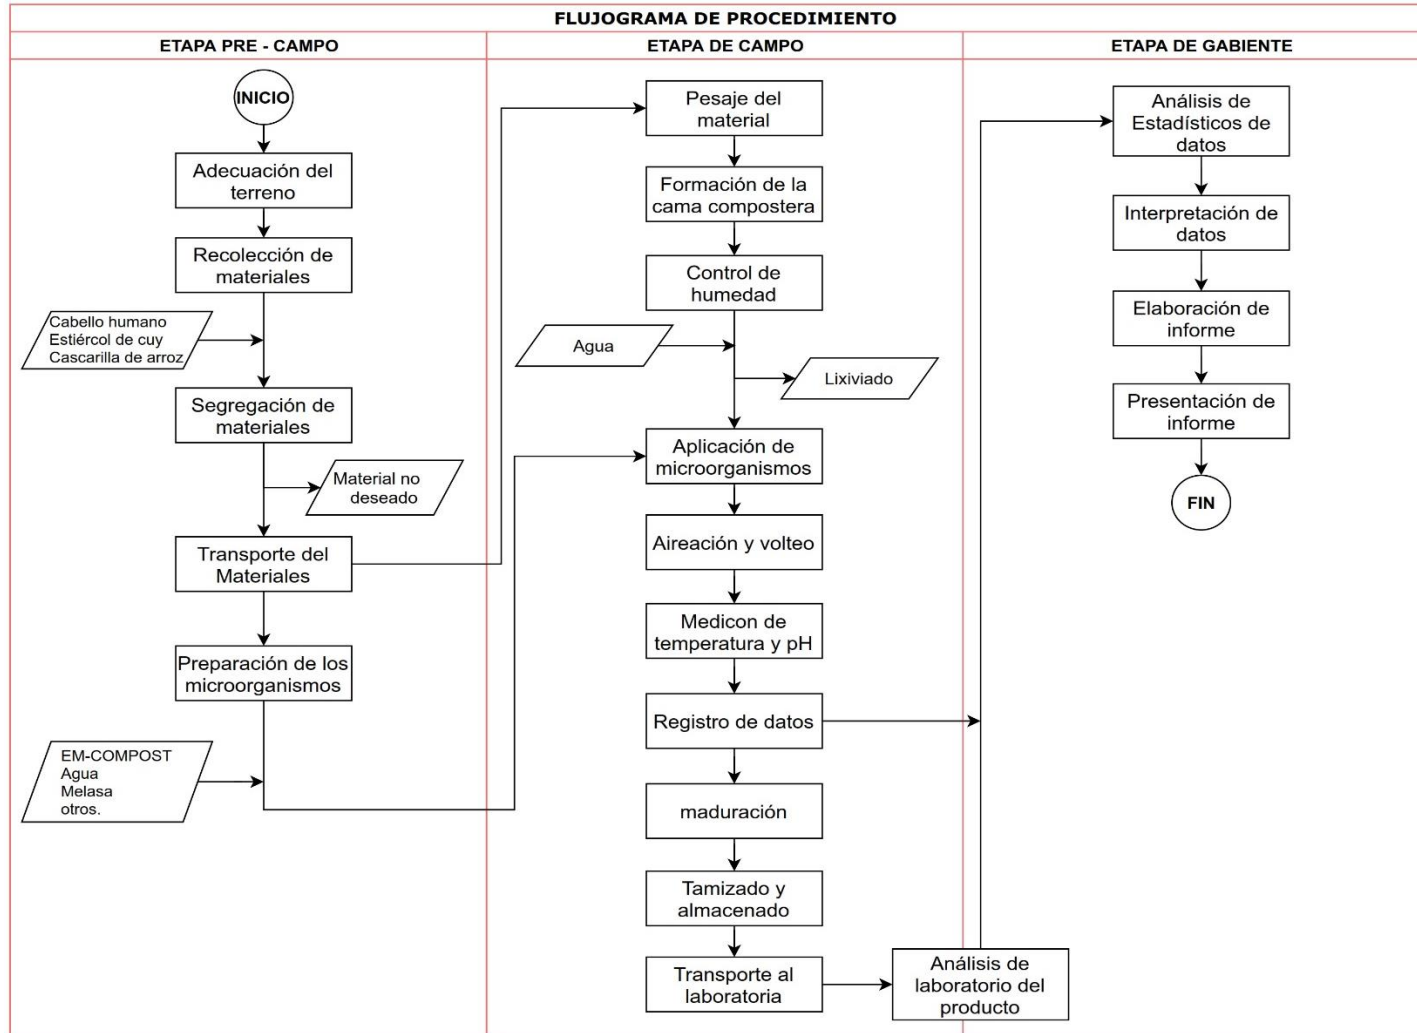 FLUJOGRAMA DE PROCEDIMIENTO
ETAPA PRE - CAMPO
ETAPA DE CAMPO
ETAPA DE GABIENTE
INICIO
Adecuación del
terreno
Recolección de
materiales
Cabello humano
Estiércol de cuy
Cascarilla de arroz
Segregación de
materiales
Material no
deseado
Transporte del
Materiales
Preparación de los
microorganismos
EM-COMPOST
Agua
Melasa
otros.
Pesaje del
material
Formación de la
cama compostera
Control de
humedad
Agua
Lixiviado
Aplicación de
microorganismos
Aireación y volteo
Medicon de
temperatura y pH
Registro de datos
maduración
Tamizado y
almacenado
Transporte al
laboratoria
Análisis de
laboratorio del
producto
Análisis de
Estadísticos de
datos
Interpretación de
datos
Elaboración de
informe
Presentación de
informe
FIN